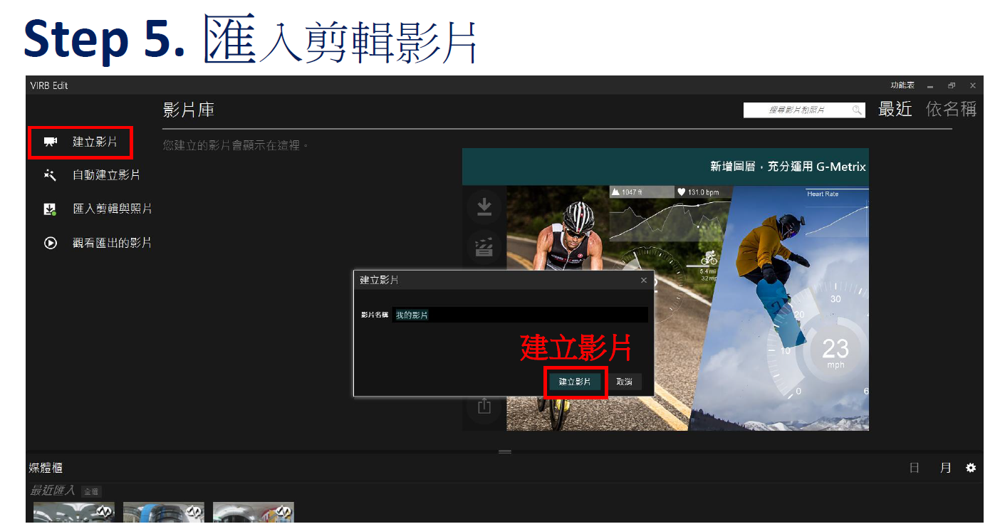 Step 5. 匯入剪輯影片
VIRB Edit
功能表
影片庫
搜尋影片和照片
最近 依名稱
建立影片
您建立的影片會顯示在這裡。
自動建立影片
匯入剪輯與照片
觀看匯出的影片
新增圖層，充分運用 G-Metrix
1047 ft
131.0 bpm
Heart Rate
5.4 mi
32 mp
30
20
10
0
6
23
mph
建立影片
影片名稱 我的影片
建立影片
建立影片 取消
媒體櫃
日 月
最近匯入